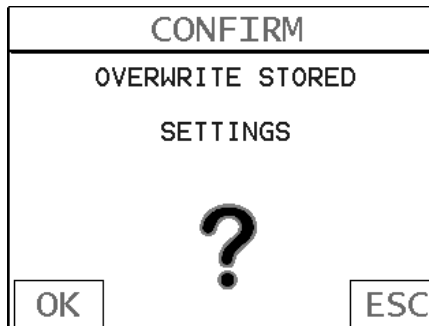 CONFIRM
OVERWRITE STORED
SETTINGS
?
OK ESC